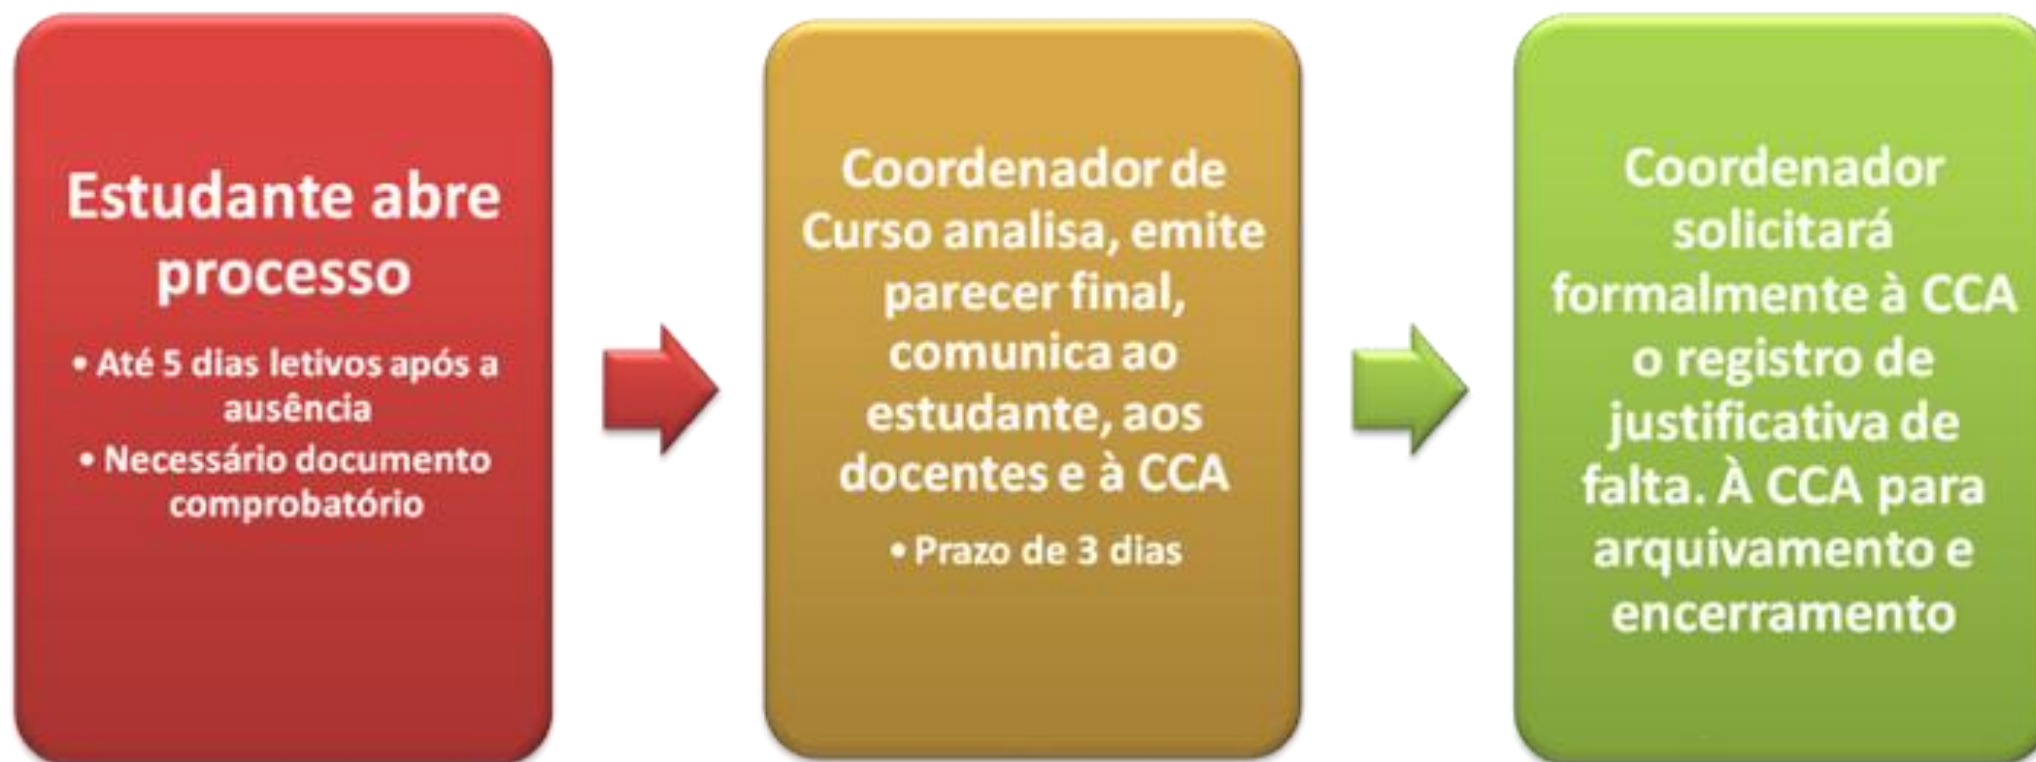 Estudante abre
processo
• Até 5 dias letivos após a
ausência
• Necessário documento
comprobatório
Coordenador de
Curso analisa, emite
parecer final,
comunica ao
estudante, aos
docentes e à CCA
• Prazo de 3 dias
Coordenador
solicitará
formalmente à CCA
o registro de
justificativa de
falta. À CCA para
arquivamento e
encerramento